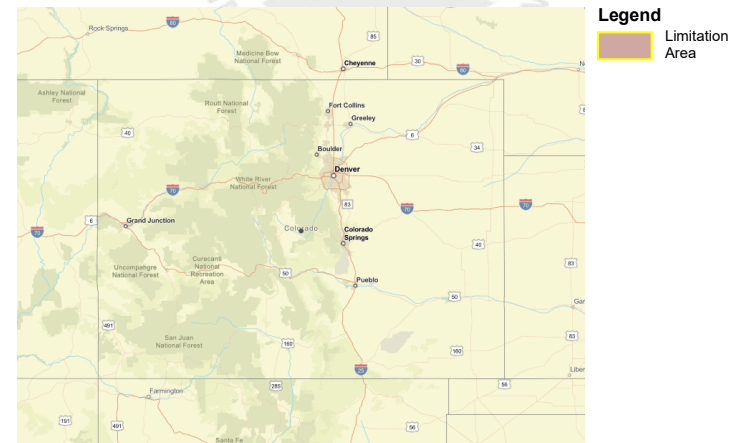 Legend
Limitation
Area
Rock Springs
80
85
Medicine Bow
National Forest
Cheyenne
30
80
Ashley National
Forest
Routt National
Forest
Fort Collins
Greeley
40
6
34
Boulder
Denver
White River
National Forest
70
83
70
70
6
Grand Junction
70
Colorado
Colorado
Springs
40
83
Curecanti
National
Recreation
Area
Uncompahgre
National Forest
50
Pueblo
50
Gar
491
San Juan
National Forest
160
160
83
25
Liber
Farmington
285
56
191
491
56
Santa Fe